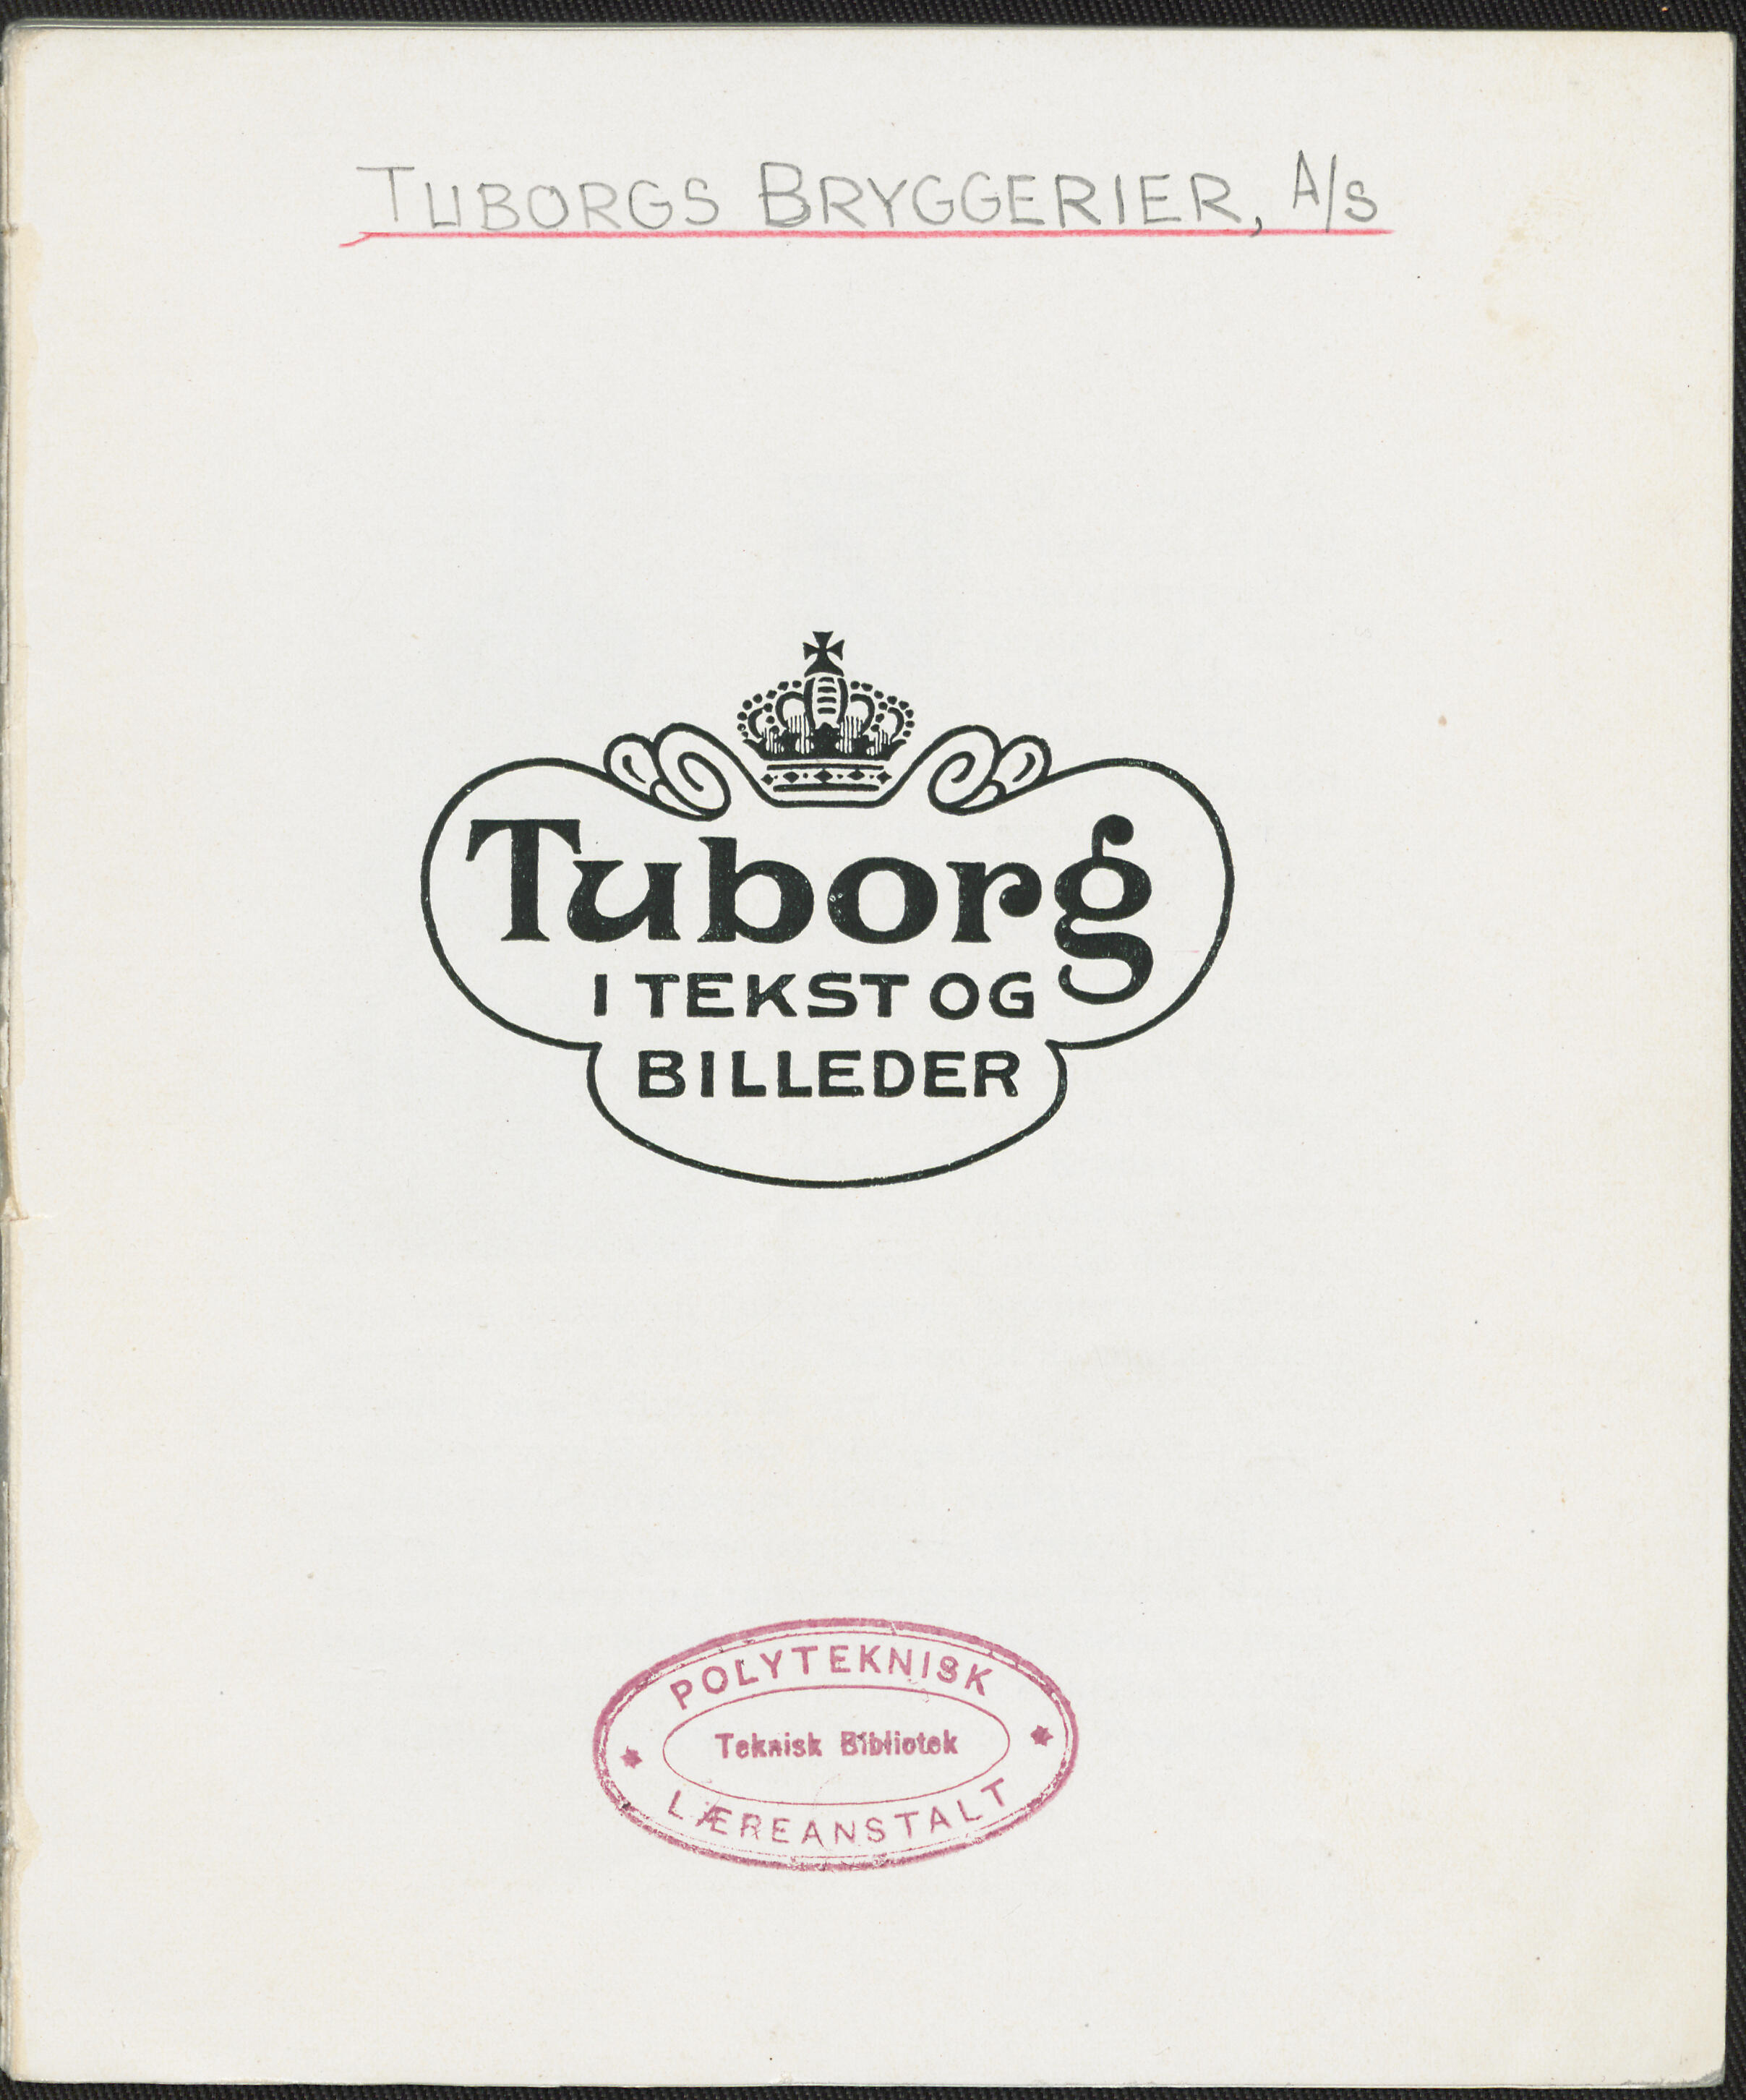 TUBORGS BRYGGERIER, A/S
Tuborg
I TEKST OG
BILLEDER
POLYTEKNISK
Teknisk Bibliotek
LÆREANSTALT